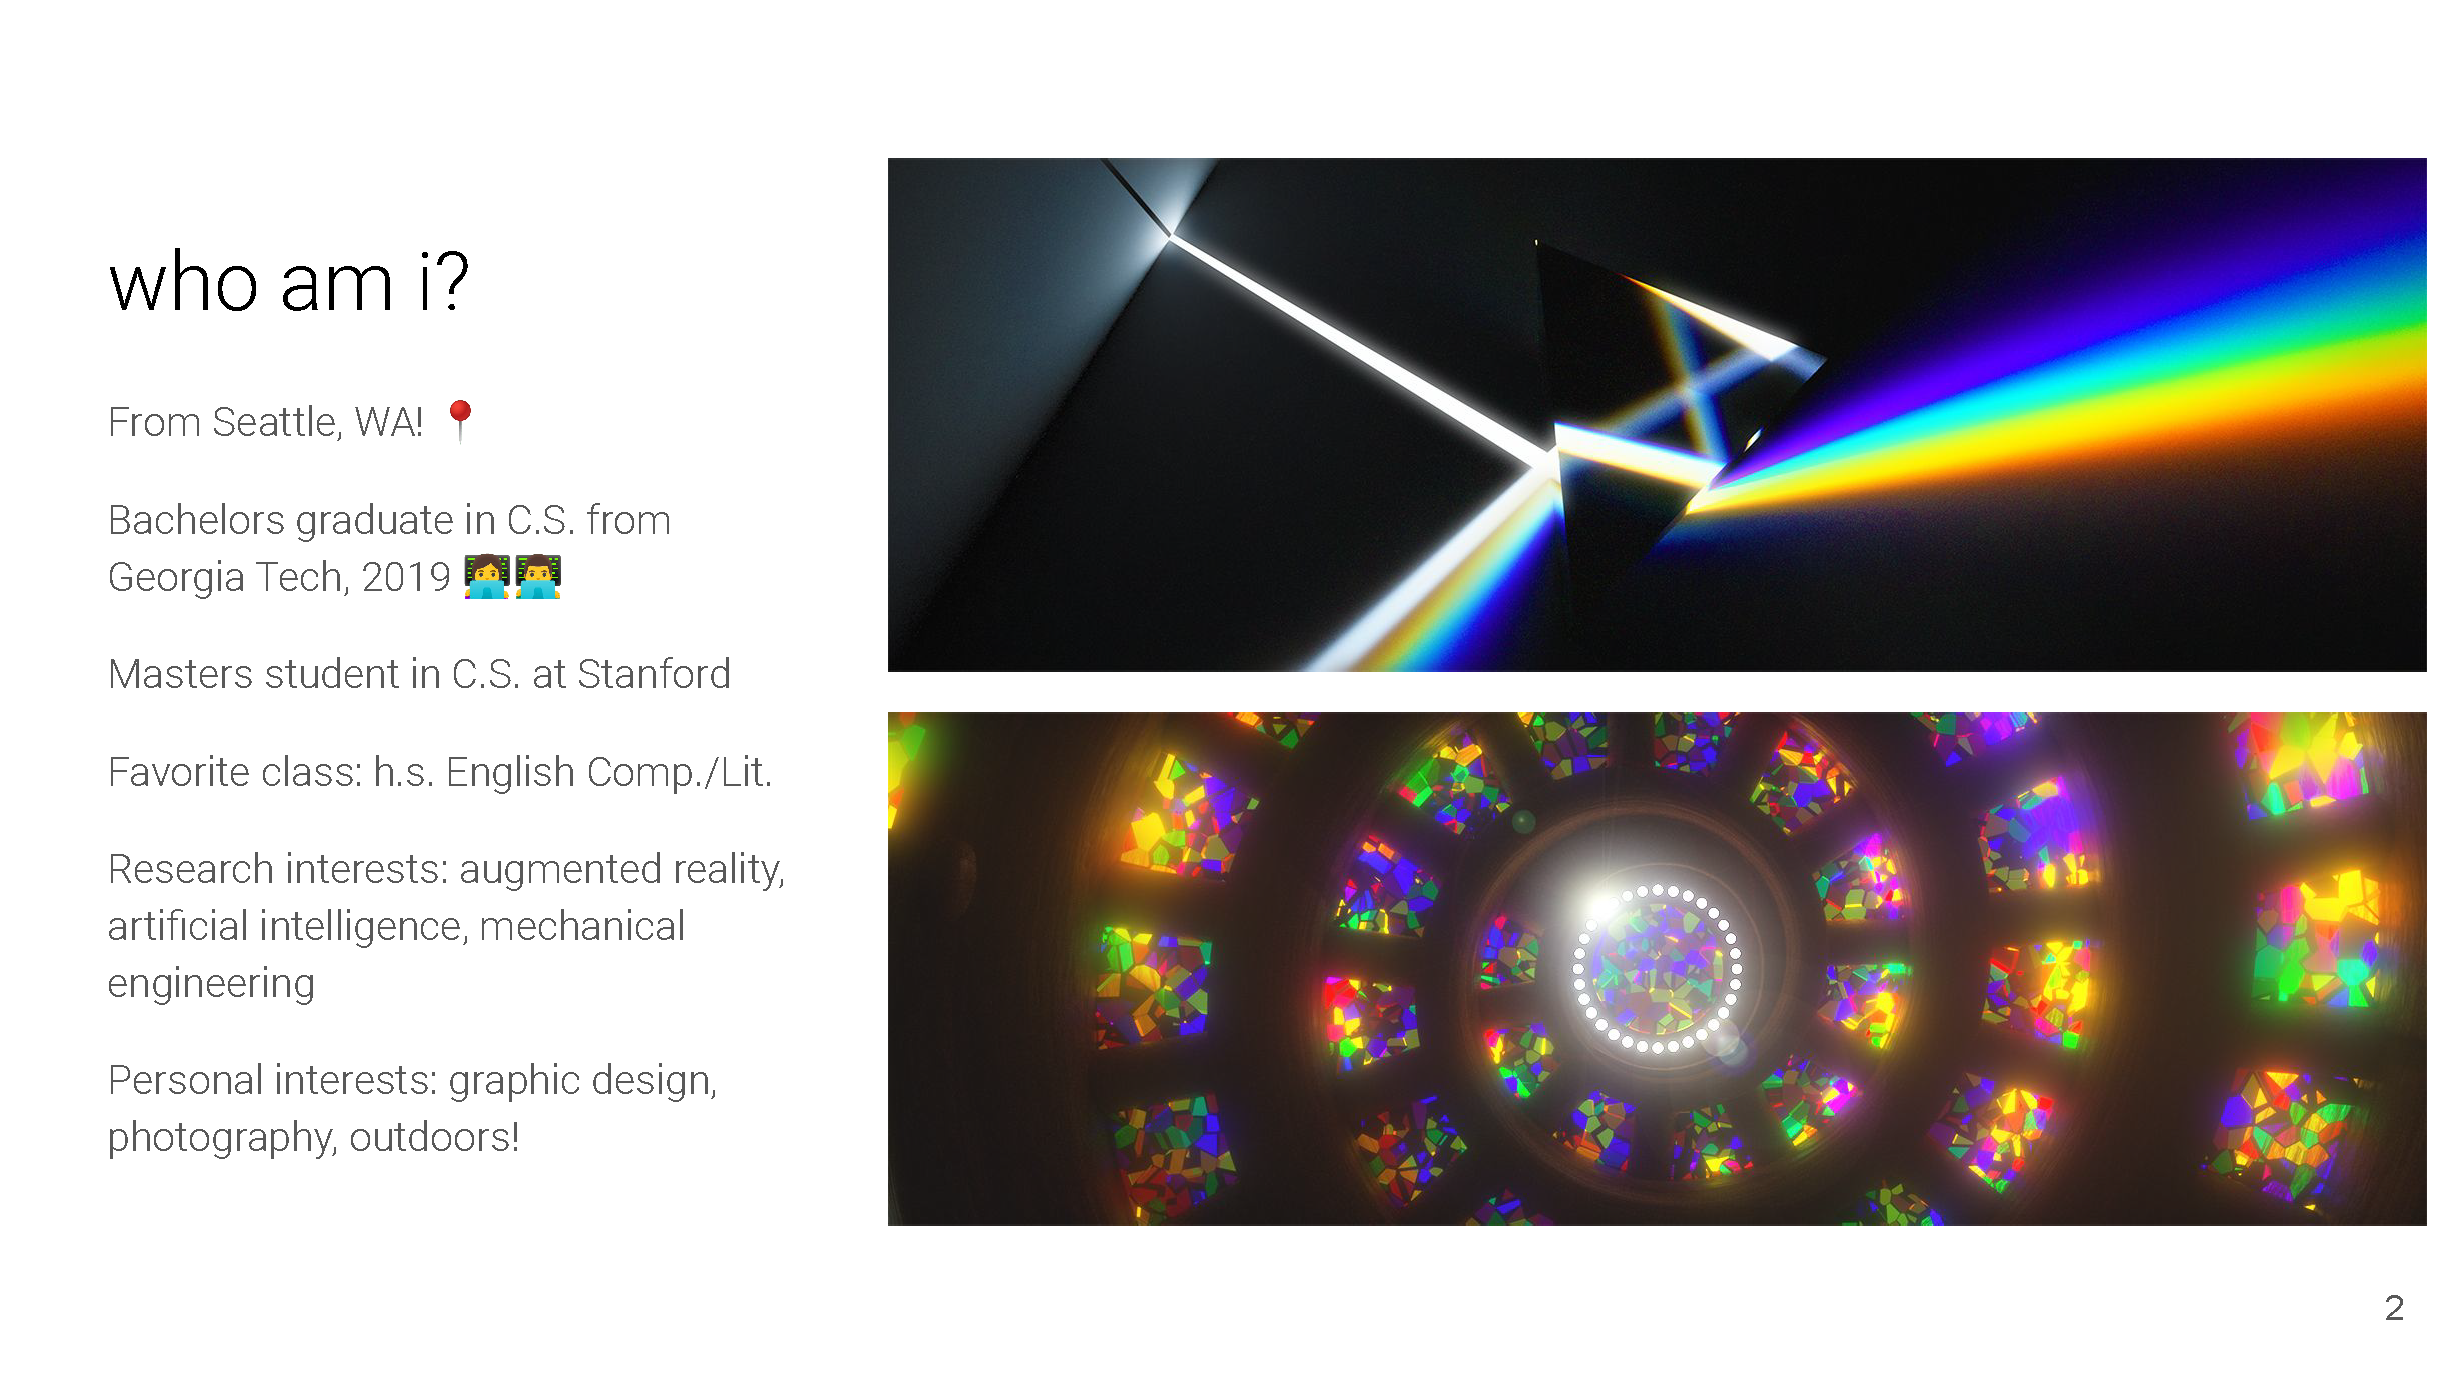 who am i?
From Seattle, WA! 📍
Bachelors graduate in C.S. from
Georgia Tech, 2019 👩‍💻👨‍💻
Masters student in C.S. at Stanford
Favorite class: h.s. English Comp./Lit.
Research interests: augmented reality,
artificial intelligence, mechanical
engineering
Personal interests: graphic design,
photography, outdoors!
2